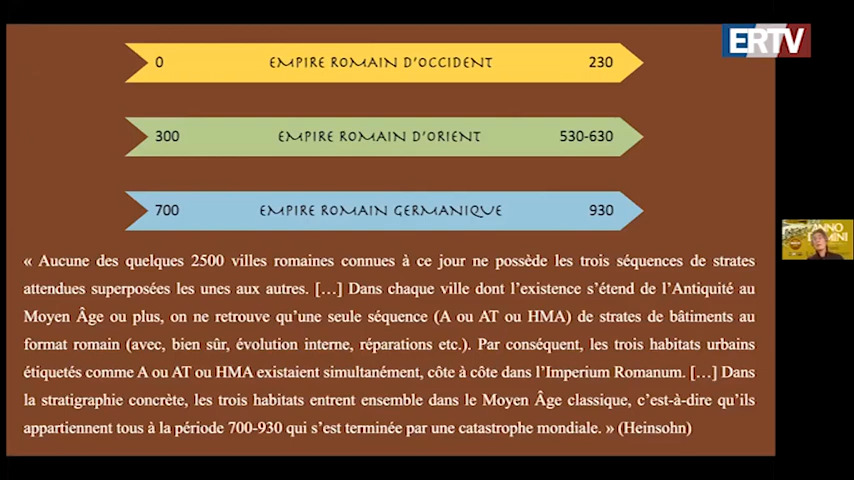 ERTV
0 EMPIRE ROMAIN D'OCCIDENT 230
300 EMPIRE ROMAIN D'ORIENT 530-630
700 EMPIRE ROMAIN GERMANIQUE 930
« Aucune des quelques 2500 villes romaines connues à ce jour ne possède les trois séquences de strates
attendues superposées les unes aux autres. […] Dans chaque ville dont l'existence s'étend de l'Antiquité au
Moyen Âge ou plus, on ne retrouve qu'une seule séquence (A ou AT ou HMA) de strates de bâtiments au
format romain (avec, bien sûr, évolution interne, réparations etc.). Par conséquent, les trois habitats urbains
étiquetés comme A ou AT ou HMA existaient simultanément, côte à côte dans l'Imperium Romanum. […] Dans
la stratigraphie concrète, les trois habitats entrent ensemble dans le Moyen Âge classique, c'est-à-dire qu'ils
appartiennent tous à la période 700-930 qui s'est terminée par une catastrophe mondiale. » (Heinsohn)